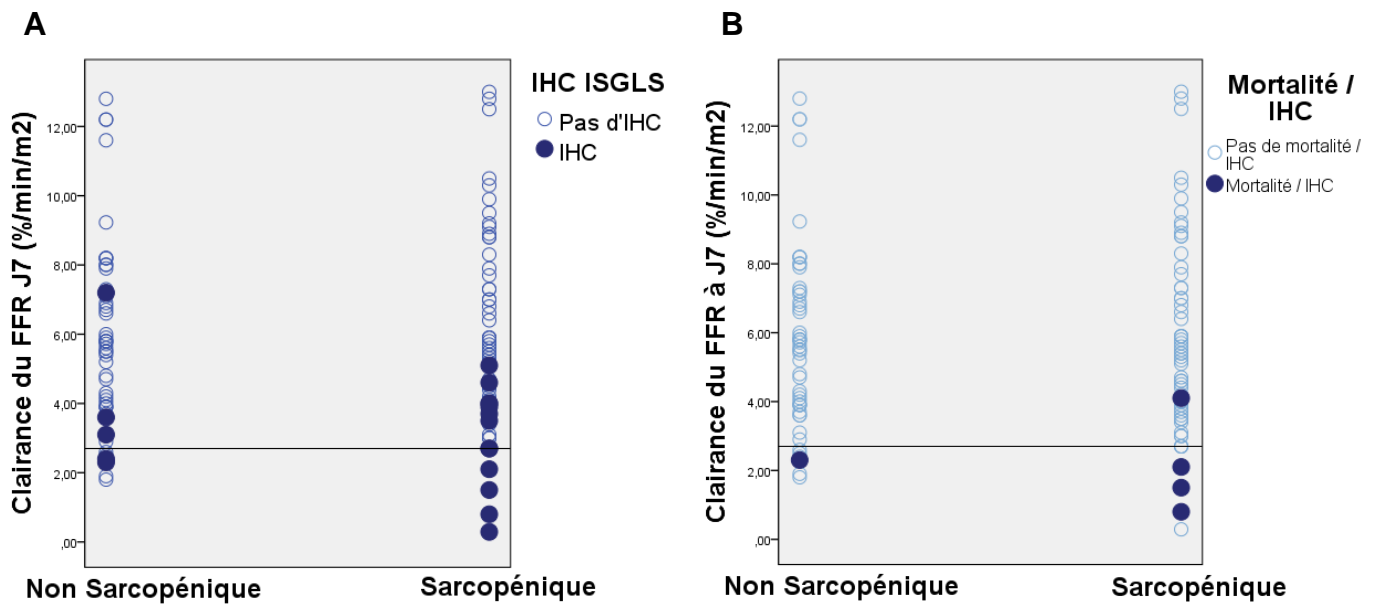 A
Clairance du FFR J7 (%/min/m2)
12,00
10,00
8,00
6,00
4,00
2,00
,00
Non Sarcopénique
Sarcopénique
IHC ISGLS
Pas d'IHC
IHC
B
Clairance du FFR à J7 (%/min/m2)
12,00
10,00
8,00
6,00
4,00
2,00
,00
Non Sarcopénique
Sarcopénique
Mortalité /
IHC
Pas de mortalité /
IHC
Mortalité / IHC